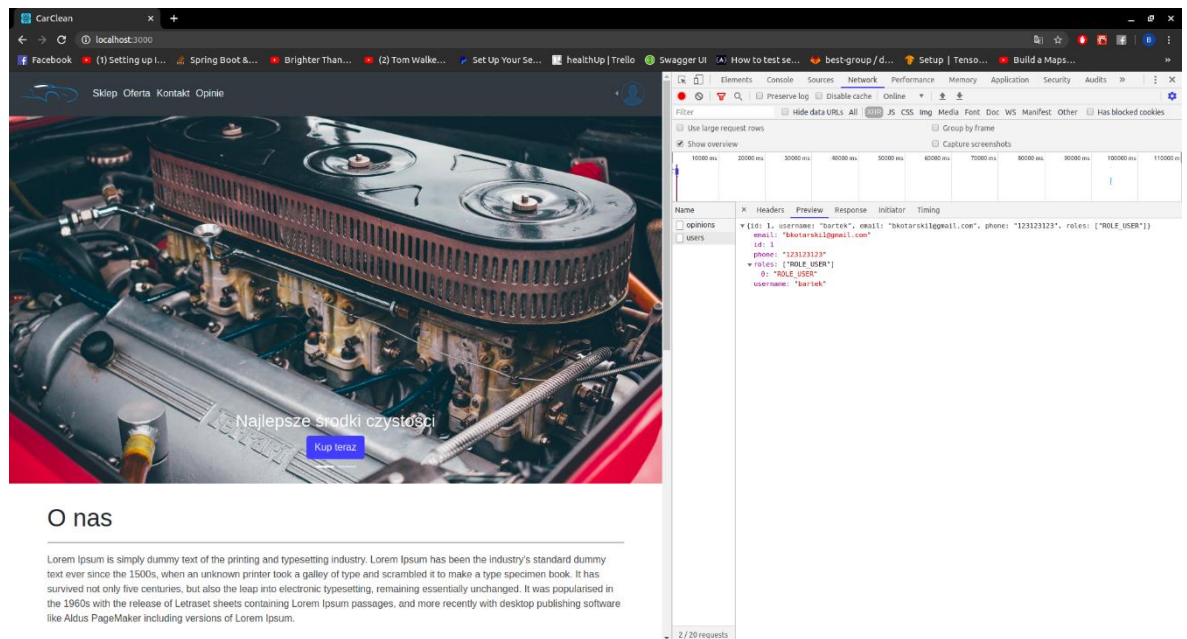 CarClean × +
localhost:3000 B
Facebook (1) Setting up I... Spring Boot &... Brighter Than... (2) Tom Walke... Set Up Your Se... healthUp | Trello Swagger UI How to test se... best-group / d... Setup | Tenso... Build a Maps... »
Sklep Oferta Kontakt Opinie
Najlepsze środki czystości
Kup teraz
O nas
Lorem Ipsum is simply dummy text of the printing and typesetting industry. Lorem Ipsum has been the industry's standard dummy
text ever since the 1500s, when an unknown printer took a galley of type and scrambled it to make a type specimen book. It has
survived not only five centuries, but also the leap into electronic typesetting, remaining essentially unchanged. It was popularised in
the 1960s with the release of Letraset sheets containing Lorem Ipsum passages, and more recently with desktop publishing software
like Aldus PageMaker including versions of Lorem Ipsum.
Elements Console Sources Network Performance Memory Application Security Audits »
Preserve log Disable cache Online
Filter Hide data URLs All XHR JS CSS Img Media Font Doc WS Manifest Other Has blocked cookies
Use large request rows Group by frame
Show overview Capture screenshots
10000 ms 20000 ms 30000 ms 40000 ms 50000 ms 60000 ms 70000 ms 80000 ms 90000 ms 100000 ms 110000 m
Name × Headers Preview Response Initiator Timing
opinions
users
{id: 1, username: "bartek", email: "bkotarski1@gmail.com", phone: "123123123", roles: ["ROLE_USER"]}
email: "bkotarski1@gmail.com"
id: 1
phone: "123123123"
roles: ["ROLE_USER"]
0: "ROLE_USER"
username: "bartek"
2 / 20 requests